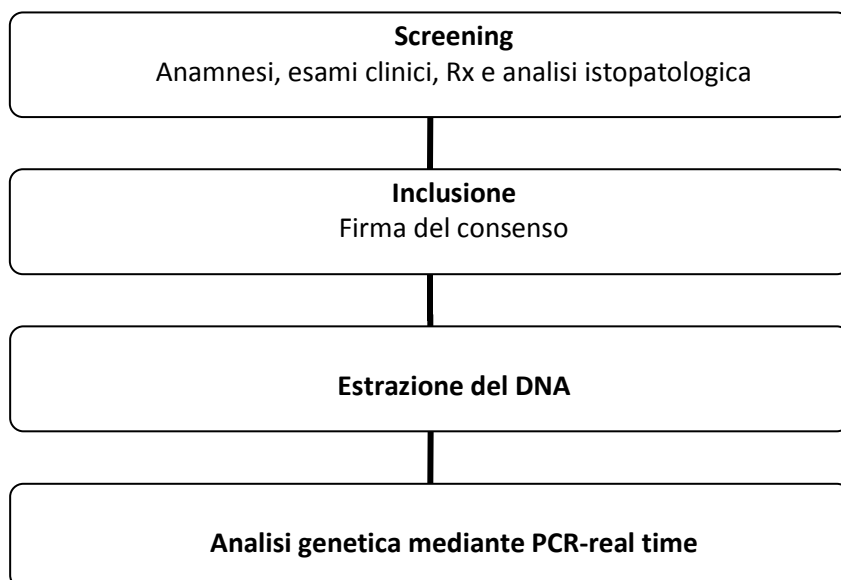 Screening
Anamnesi, esami clinici, Rx e analisi istopatologica
Inclusione
Firma del consenso
Estrazione del DNA
Analisi genetica mediante PCR-real time